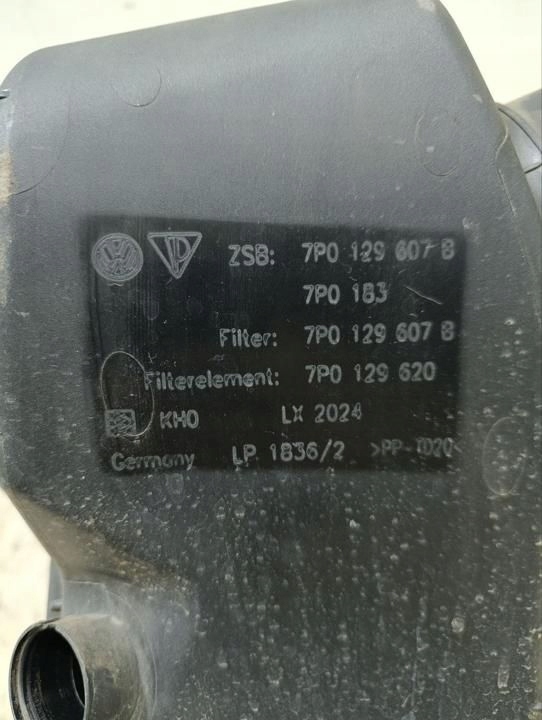 ZSB: 7P0 129 607 B
7P0 183
Filter: 7P0 129 607 B
Filterelement: 7P0 129 620
KHO LX 2024
Germany LP 1836/2 >PP-TD20<